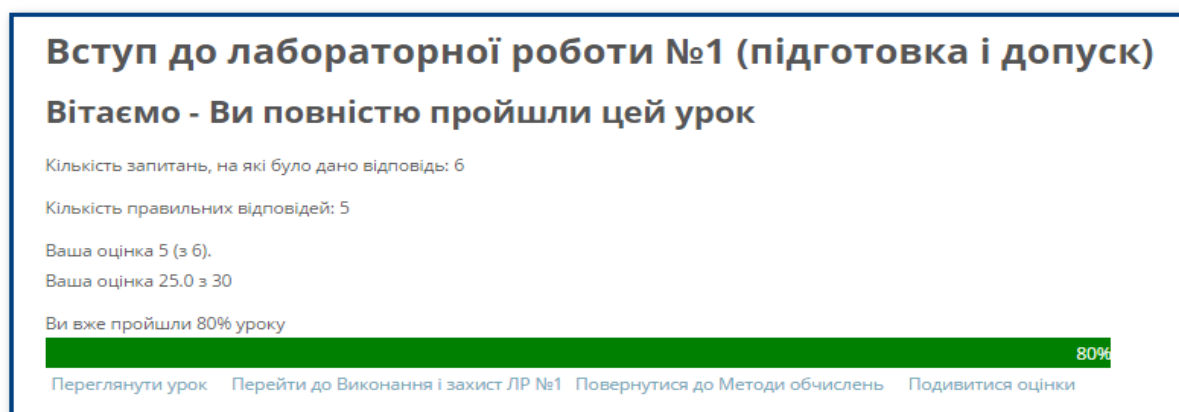 Вступ до лабораторної роботи №1 (підготовка і допуск)
Вітаємо - Ви повністю пройшли цей урок
Кількість запитань, на які було дано відповідь: 6
Кількість правильних відповідей: 5
Ваша оцінка 5 (з 6).
Ваша оцінка 25.0 з 30
Ви вже пройшли 80% уроку
80%
Переглянути урок Перейти до Виконання і захист ЛР №1 Повернутися до Методи обчислень Подивитися оцінки